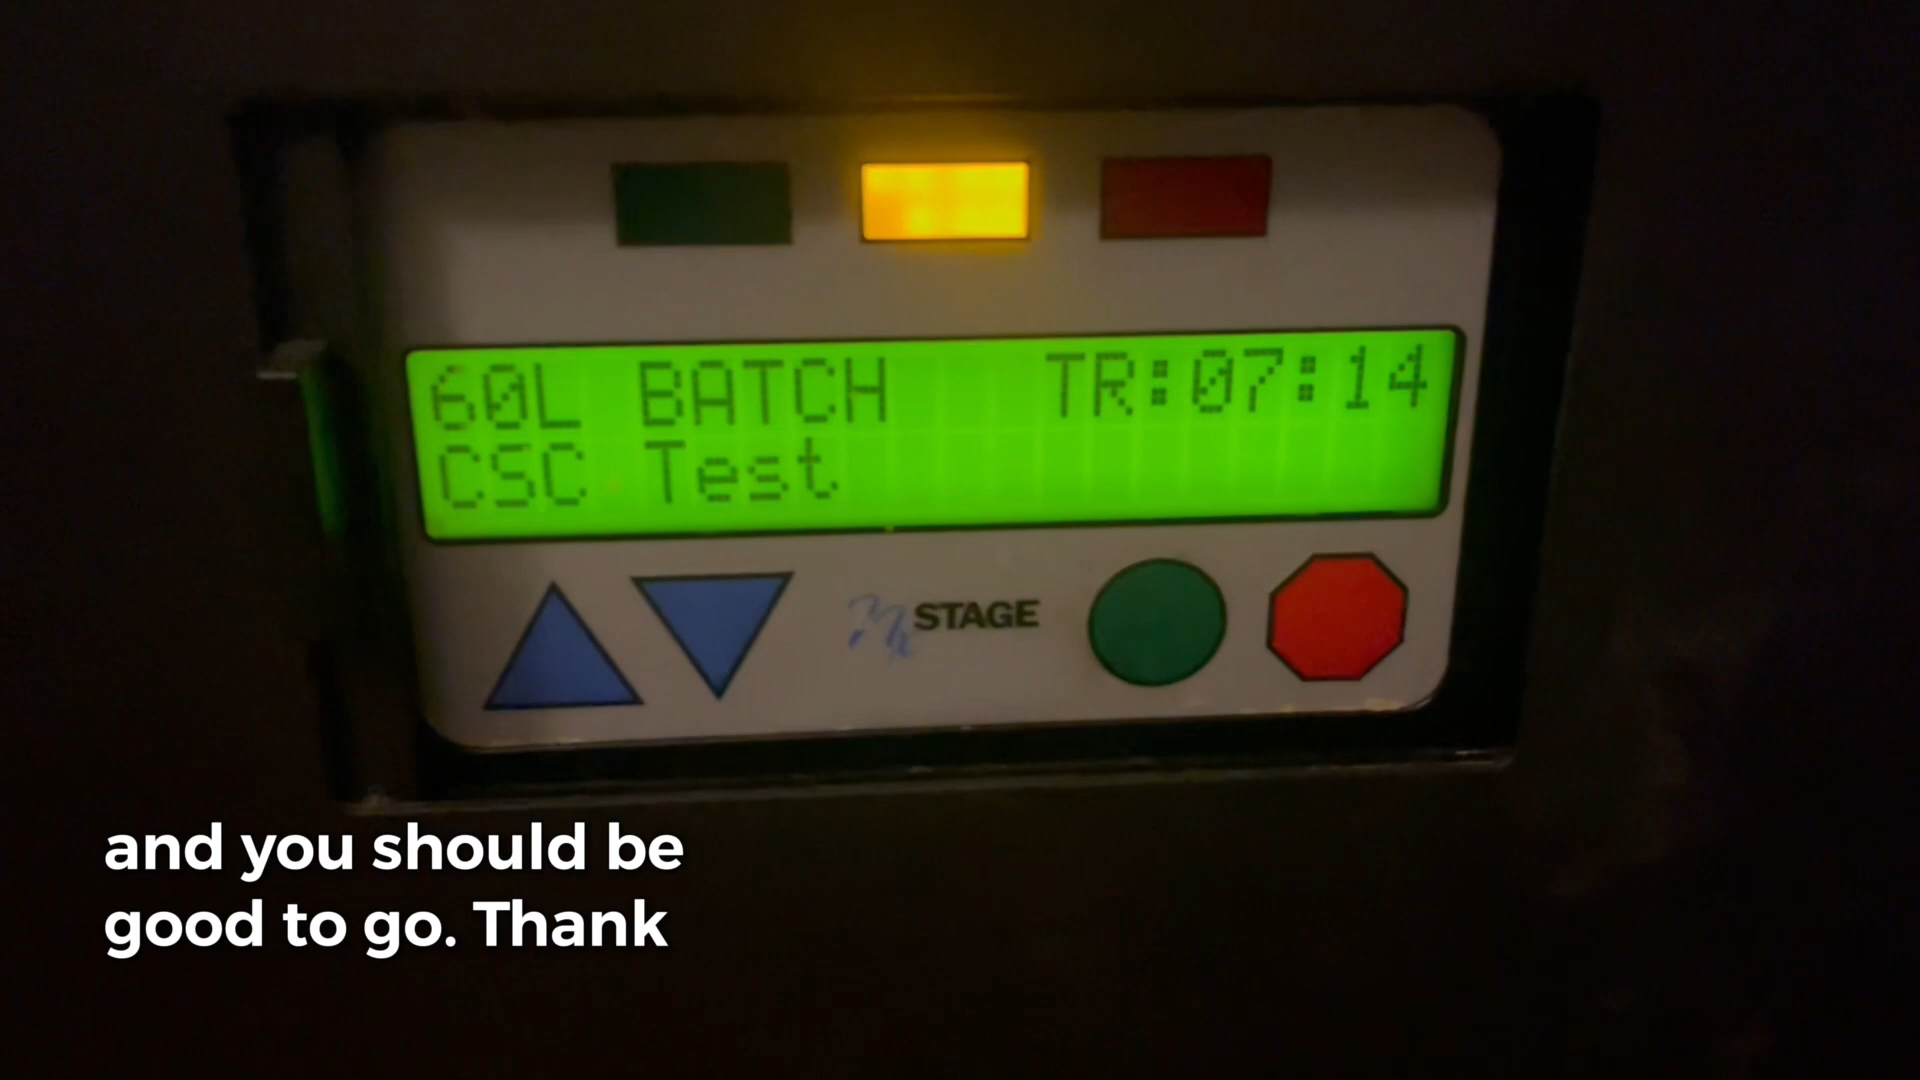 60L BATCH TR:07:14
CSC Test
STAGE
and you should be
good to go. Thank